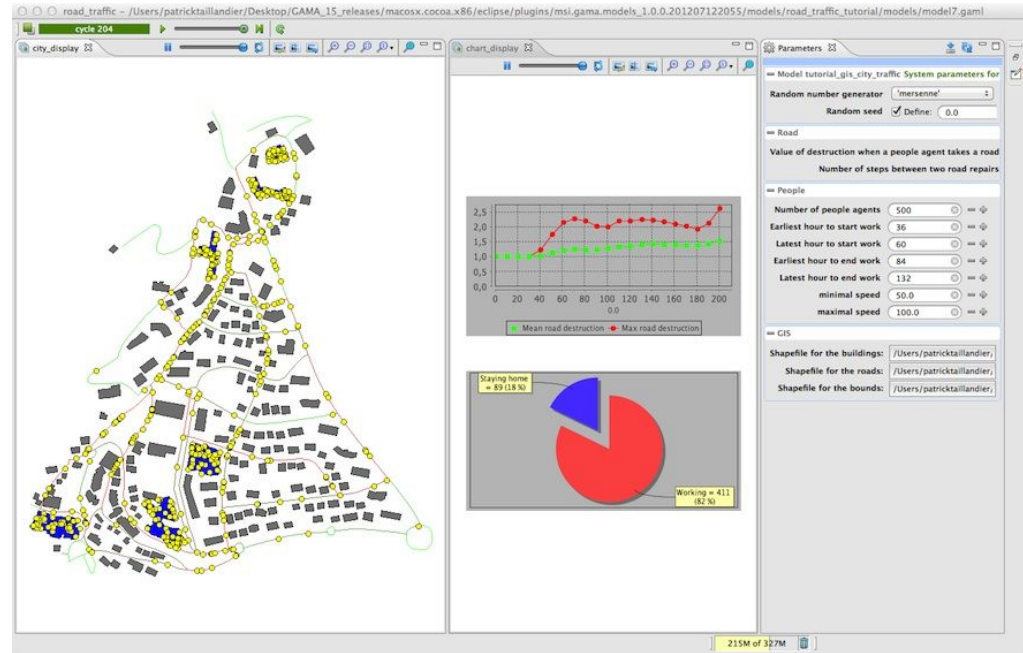 road_traffic - /Users/patricktaillandier/Desktop/GAMA_15_releases/macosx.cocoa.x86/eclipse/plugins/msi.gama.models_1.0.0.201207122055/models/road_traffic_tutorial/models/model7.gaml
cycle 204
city_display
chart_display
2,5
2,0
1,5
1,0
0,5
0,0
0 20 40 60 80 100 120 140 160 180 200
0.0
Mean road destruction Max road destruction
Staying home
= 89 (18 %)
Working = 411
(82 %)
Parameters
Model tutorial_gis_city_traffic System parameters for
Random number generator 'mersenne'
Random seed Define: 0.0
Road
Value of destruction when a people agent takes a road
Number of steps between two road repairs
People
Number of people agents 500
Earliest hour to start work 36
Latest hour to start work 60
Earliest hour to end work 84
Latest hour to end work 132
minimal speed 50.0
maximal speed 100.0
GIS
Shapefile for the buildings: /Users/patricktaillandier/
Shapefile for the roads: /Users/patricktaillandier/
Shapefile for the bounds: /Users/patricktaillandier/
215M of 327M